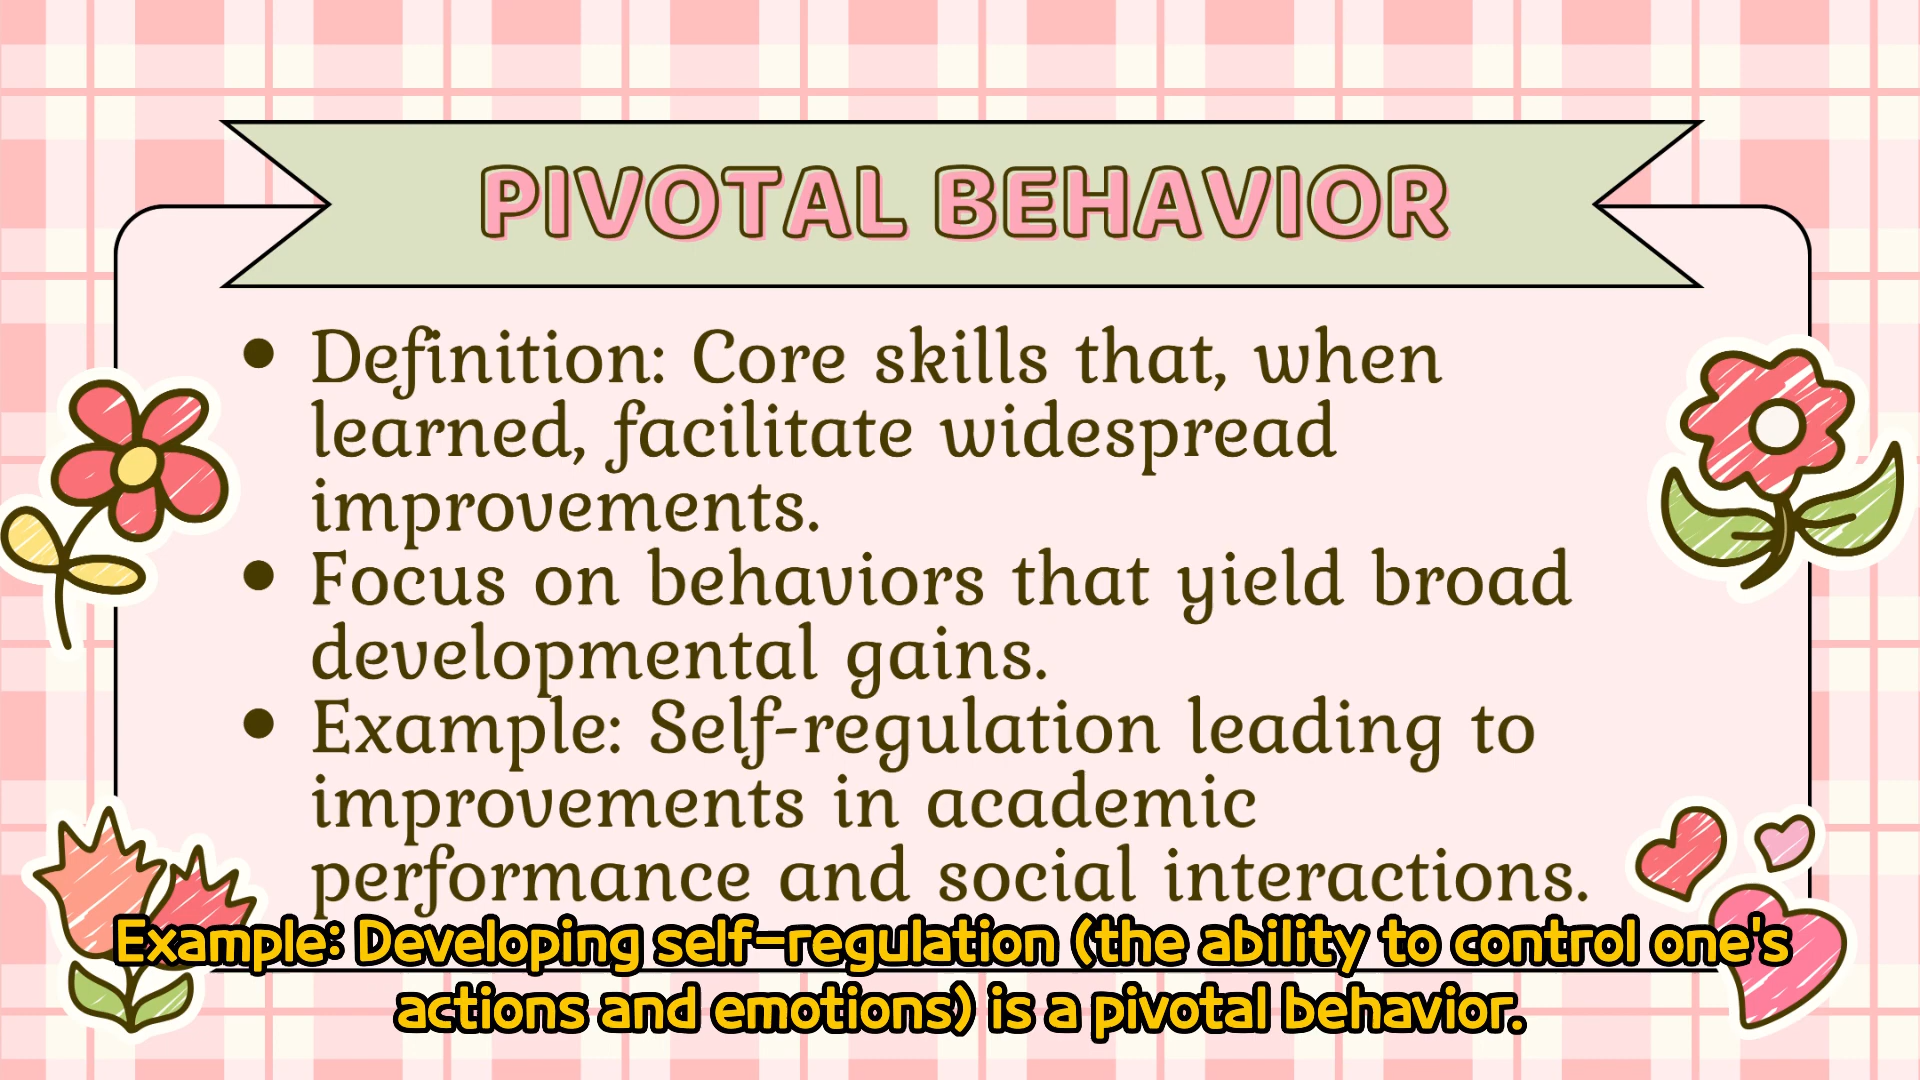 PIVOTAL BEHAVIOR
• Definition: Core skills that, when
learned, facilitate widespread
improvements.
• Focus on behaviors that yield broad
developmental gains.
• Example: Self-regulation leading to
improvements in academic
performance and social interactions.
Example: Developing self-regulation (the ability to control one's
actions and emotions) is a pivotal behavior.